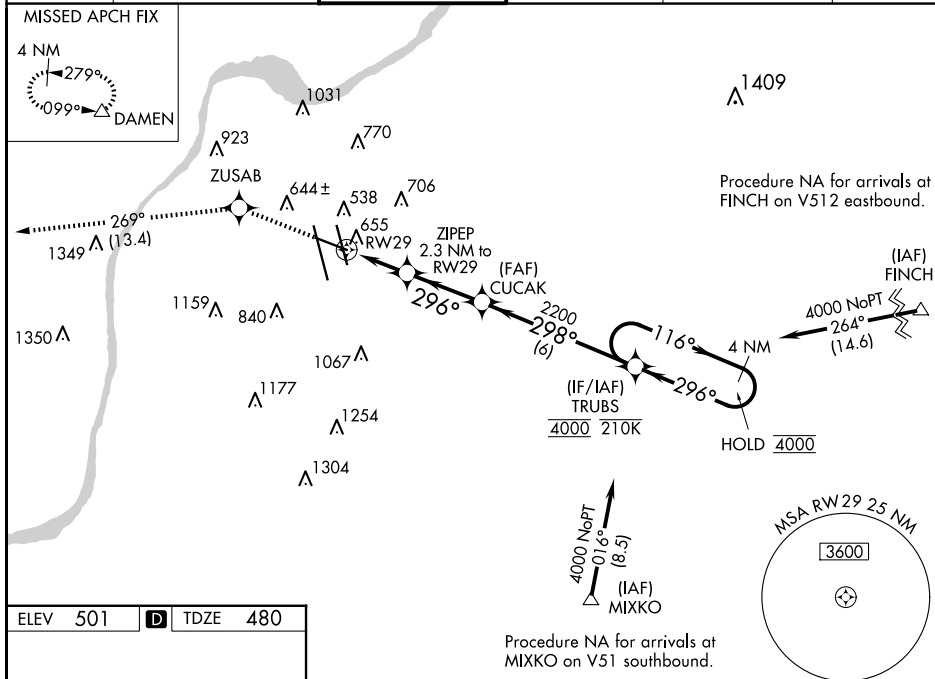 MISSED APCH FIX
4 NM
279°
099°
DAMEN
1031
1409
923
770
ZUSAB
644±
538
706
Procedure NA for arrivals at
FINCH on V512 eastbound.
269°
(13.4)
1349
655
RW29
ZIPEP
2.3 NM to
RW29
(FAF)
CUCAK
(IAF)
FINCH
296°
1159
840
2200
298°
(6)
4000 NoPT
264°
(14.6)
1350
116°
4 NM
1067
296°
(IF/IAF)
TRUBS
4000 210K
1177
HOLD 4000
1254
1304
4000 NoPT
016°
(8.5)
(IAF)
MIXKO
MSA RW29 25 NM
3600
ELEV 501 D TDZE 480
Procedure NA for arrivals at
MIXKO on V51 southbound.